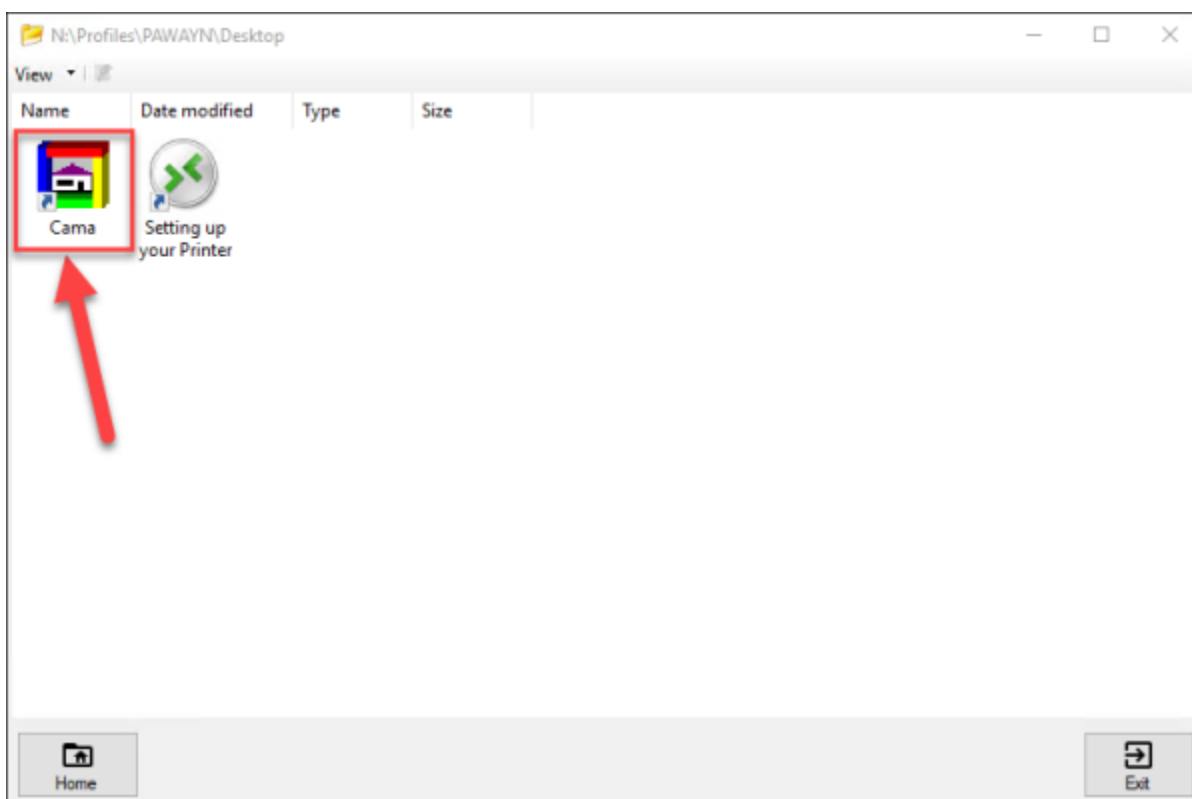 N:\Profiles\PAWAYN\Desktop
View
Name Date modified Type Size
Cama
Setting up
your Printer
Home
Exit